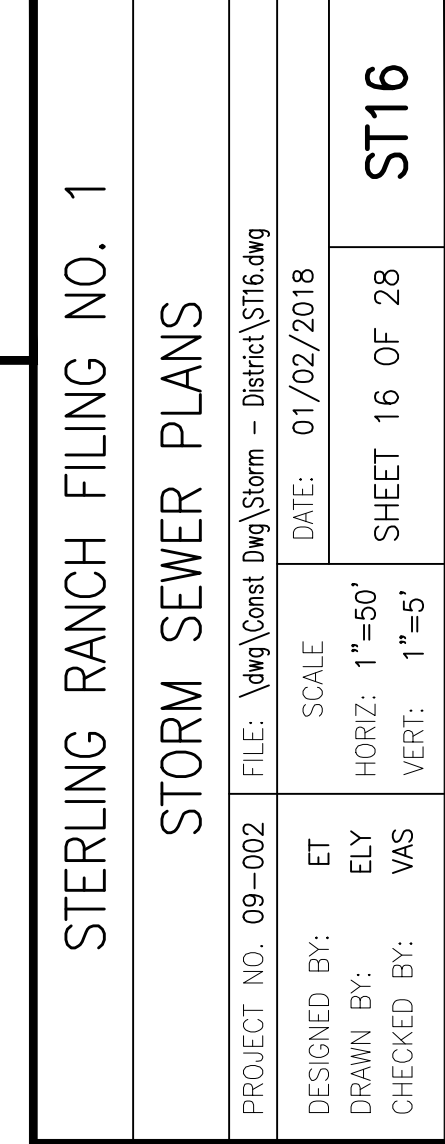 STERLING RANCH FILING NO. 1
STORM SEWER PLANS
PROJECT NO. 09-002
FILE: \dwg\Const Dwg\Storm - District\ST16.dwg
DESIGNED BY: ET
DRAWN BY: ELY
CHECKED BY: VAS
SCALE
HORIZ: 1"=50'
VERT: 1"=5'
DATE: 01/02/2018
SHEET 16 OF 28
ST16